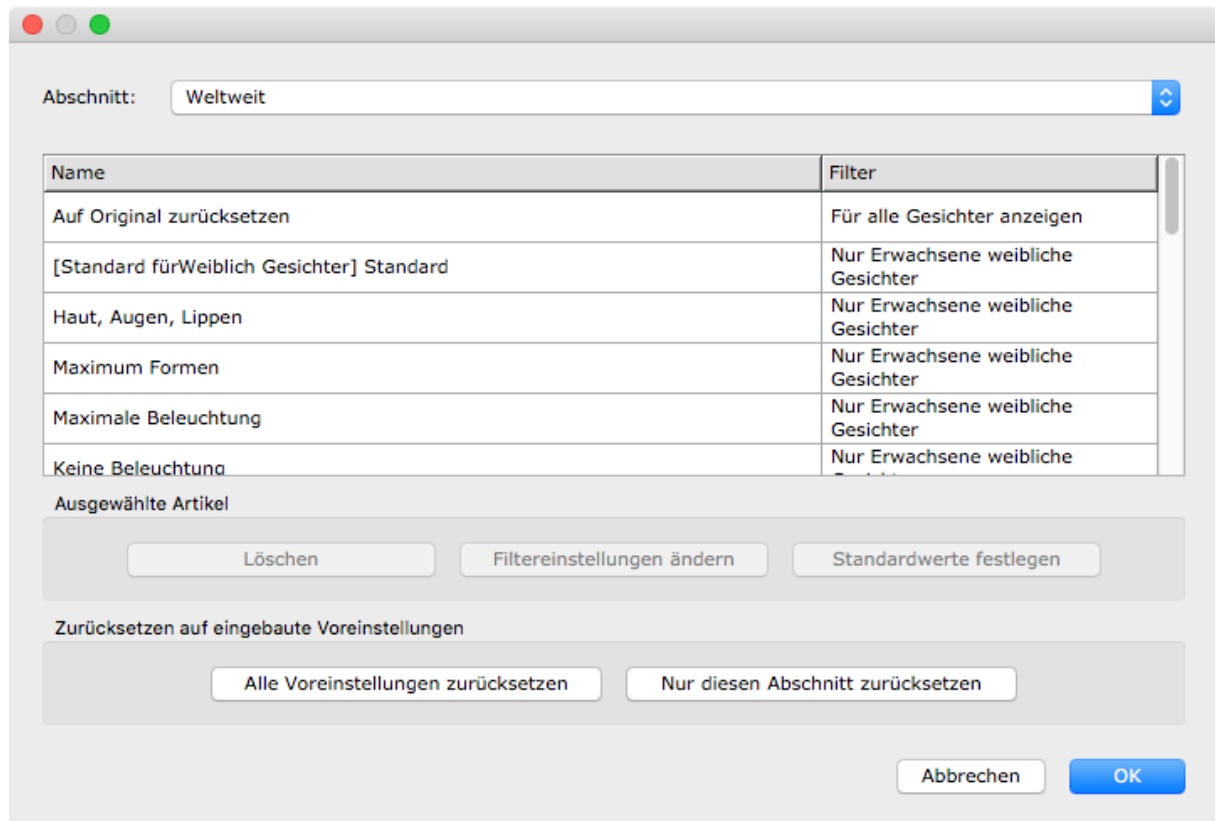 Abschnitt: Weltweit
Name Filter
Auf Original zurücksetzen Für alle Gesichter anzeigen
[Standard fürWeiblich Gesichter] Standard Nur Erwachsene weibliche
Gesichter
Haut, Augen, Lippen Nur Erwachsene weibliche
Gesichter
Maximum Formen Nur Erwachsene weibliche
Gesichter
Maximale Beleuchtung Nur Erwachsene weibliche
Gesichter
Keine Beleuchtung Nur Erwachsene weibliche
Ausgewählte Artikel
Löschen Filtereinstellungen ändern Standardwerte festlegen
Zurücksetzen auf eingebaute Voreinstellungen
Alle Voreinstellungen zurücksetzen Nur diesen Abschnitt zurücksetzen
Abbrechen OK